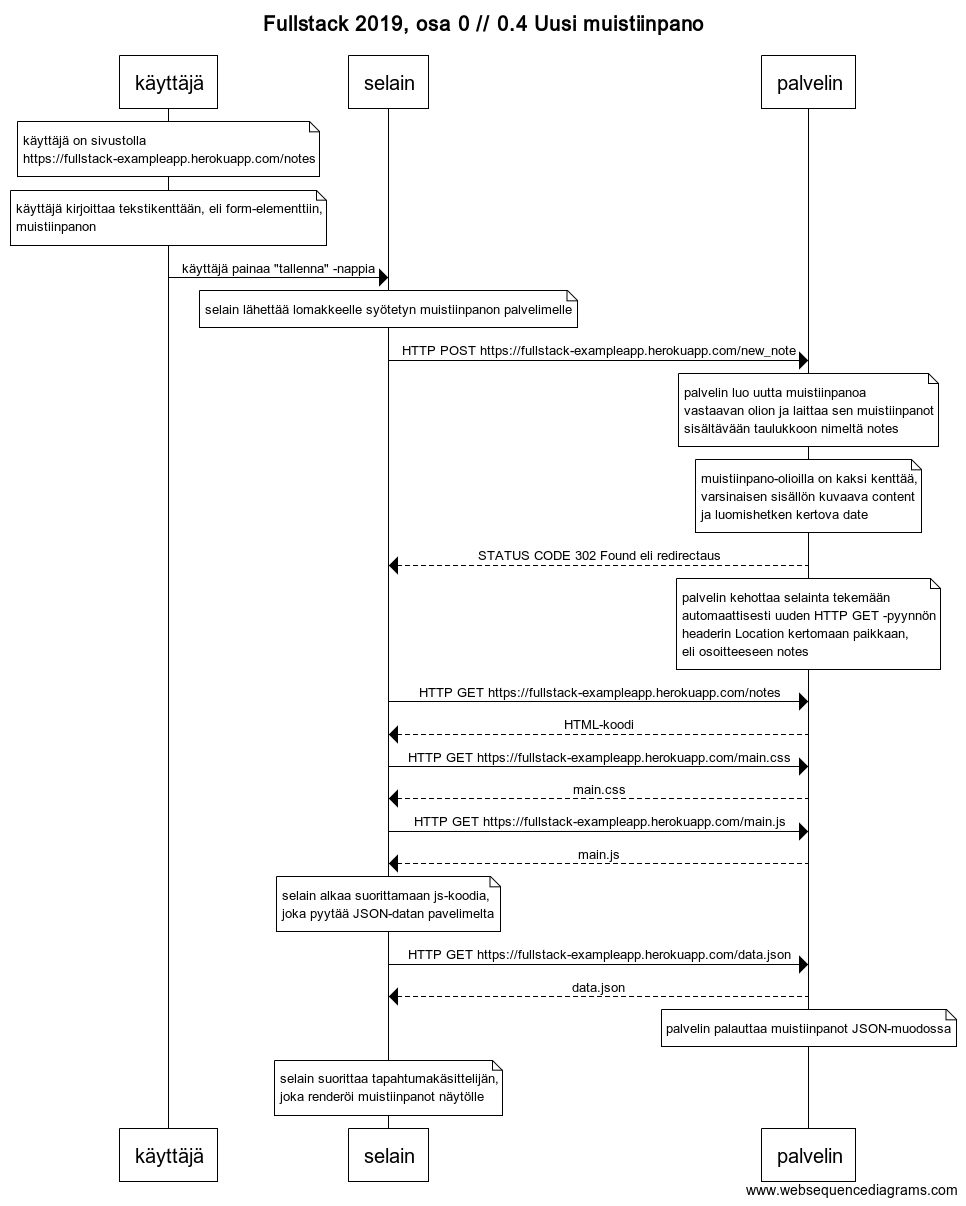 Fullstack 2019, osa 0 // 0.4 Uusi muistiinpano
käyttäjä
selain
palvelin
käyttäjä on sivustolla
https://fullstack-exampleapp.herokuapp.com/notes
käyttäjä kirjoittaa tekstikenttään, eli form-elementtiin,
muistiinpanon
käyttäjä painaa "tallenna" -nappia
selain lähettää lomakkeelle syötetyn muistiinpanon palvelimelle
HTTP POST https://fullstack-exampleapp.herokuapp.com/new_note
palvelin luo uutta muistiinpanoa
vastaavan olion ja laittaa sen muistiinpanot
sisältävään taulukkoon nimeltä notes
muistiinpano-olioilla on kaksi kenttää,
varsinaisen sisällön kuvaava content
ja luomishetken kertova date
STATUS CODE 302 Found eli redirectaus
palvelin kehottaa selainta tekemään
automaattisesti uuden HTTP GET -pyynnön
headerin Location kertomaan paikkaan,
eli osoitteeseen notes
HTTP GET https://fullstack-exampleapp.herokuapp.com/notes
HTML-koodi
HTTP GET https://fullstack-exampleapp.herokuapp.com/main.css
main.css
HTTP GET https://fullstack-exampleapp.herokuapp.com/main.js
main.js
selain alkaa suorittamaan js-koodia,
joka pyytää JSON-datan pavelimelta
HTTP GET https://fullstack-exampleapp.herokuapp.com/data.json
data.json
palvelin palauttaa muistiinpanot JSON-muodossa
selain suorittaa tapahtumakäsittelijän,
joka renderöi muistiinpanot näytölle
käyttäjä
selain
palvelin
www.websequencediagrams.com